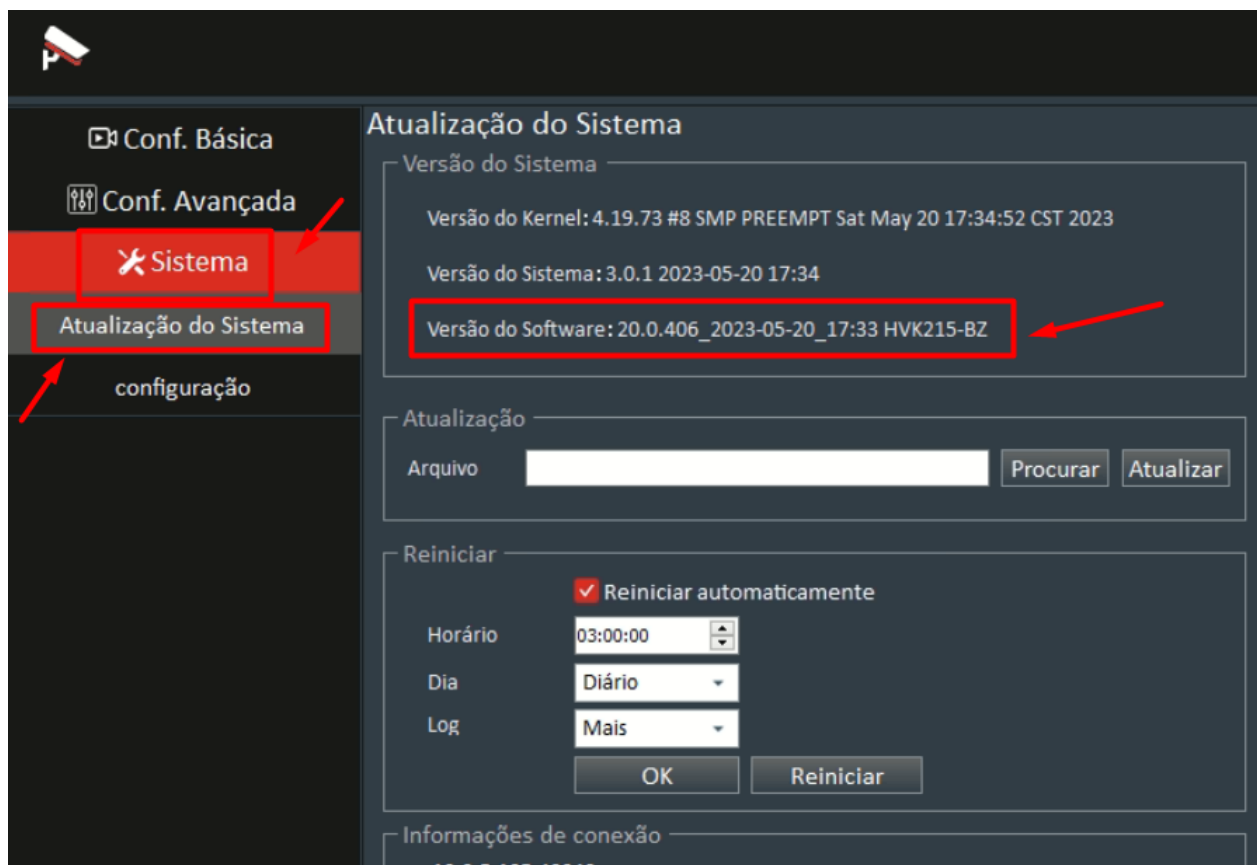 Conf. Básica
Conf. Avançada
Sistema
Atualização do Sistema
configuração
Atualização do Sistema
Versão do Sistema
Versão do Kernel: 4.19.73 #8 SMP PREEMPT Sat May 20 17:34:52 CST 2023
Versão do Sistema: 3.0.1 2023-05-20 17:34
Versão do Software: 20.0.406_2023-05-20_17:33 HVK215-BZ
Atualização
Arquivo Procurar Atualizar
Reiniciar
Reiniciar automaticamente
Horário 03:00:00
Dia Diário
Log Mais
OK Reiniciar
Informações de conexão